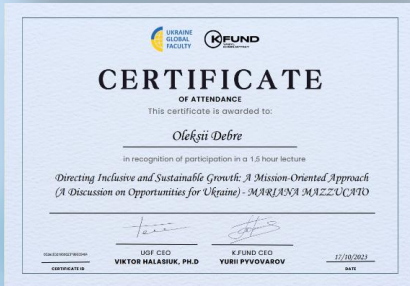 UKRAINE
GLOBAL
FACULTY
KFUND
CERTIFICATE
OF ATTENDANCE
This certificate is awarded to:
Oleksii Debre
in recognition of participation in a 1,5 hour lecture
Directing Inclusive and Sustainable Growth: A Mission-Oriented Approach
(A Discussion on Opportunities for Ukraine) - MARIANA MAZZUCATO
UGF CEO
VIKTOR HALASIUK, PH.D
K.FUND CEO
YURII PYVOVAROV
17/10/2023
CERTIFICATE ID
DATE